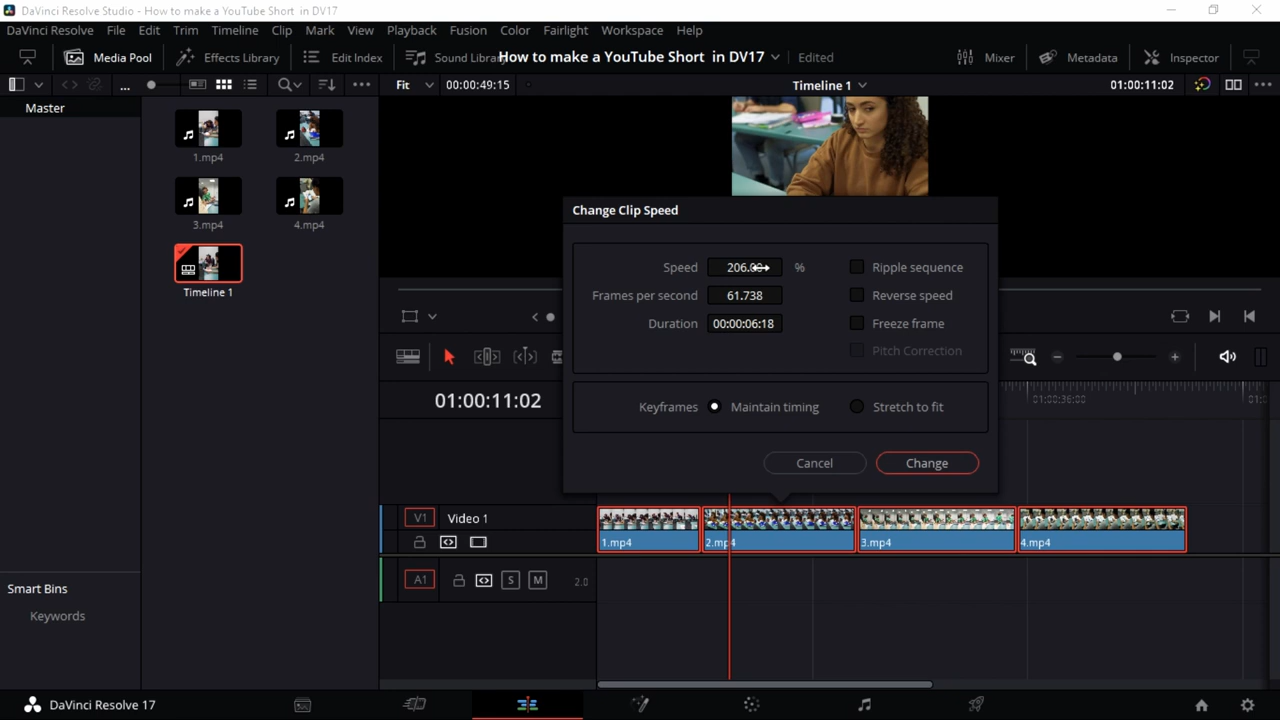 DaVinci Resolve Studio - How to make a YouTube Short in DV17
DaVinci Resolve File Edit Trim Timeline Clip Mark View Playback Fusion Color Fairlight Workspace Help
Media Pool Effects Library Edit Index Sound Library How to make a YouTube Short in DV17 Edited Mixer Metadata Inspector
... Fit 00:00:49:15 Timeline 1 01:00:11:02
Master
1.mp4 2.mp4
3.mp4 4.mp4
Timeline 1
Change Clip Speed
Speed % Ripple sequence
Frames per second 61.738 Reverse speed
Duration 00:00:06:18 Freeze frame
Pitch Correction
Keyframes Maintain timing Stretch to fit
Cancel Change
01:00:11:02
01:00:36:00
V1 Video 1
1.mp4 2.mp4 3.mp4 4.mp4
A1 S M 2.0
Smart Bins
Keywords
DaVinci Resolve 17